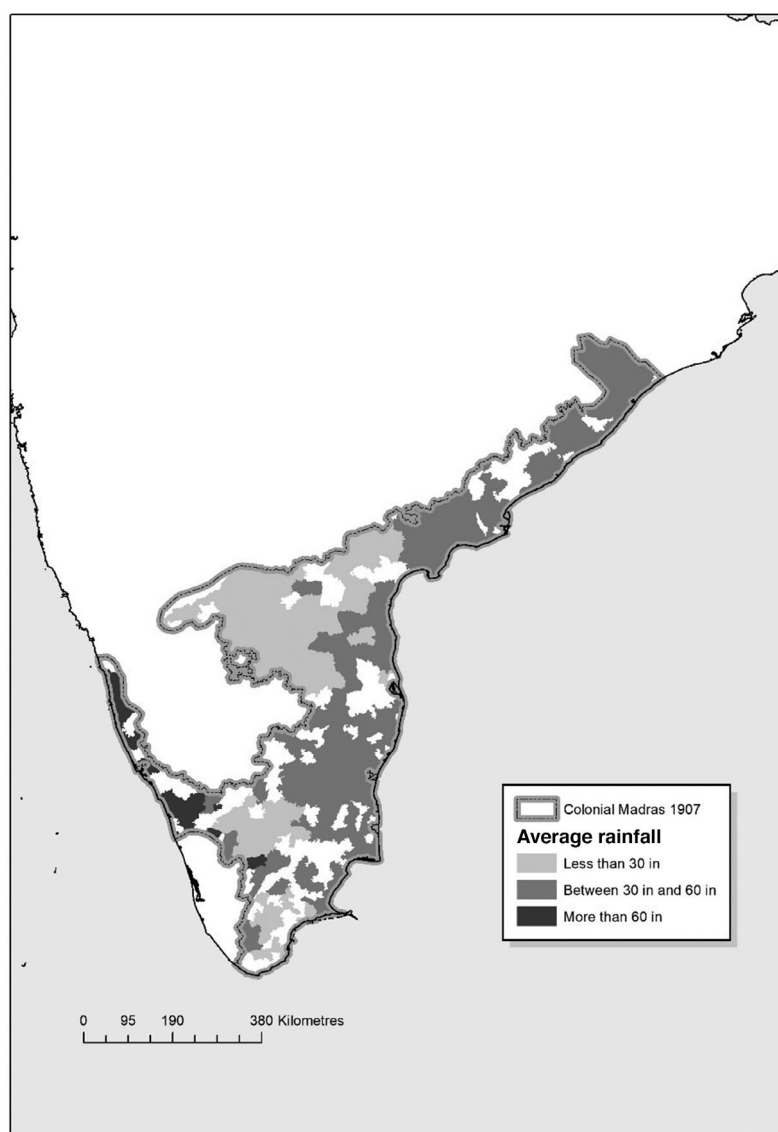 Colonial Madras 1907
Average rainfall
Less than 30 in
Between 30 in and 60 in
More than 60 in
0 95 190 380 Kilometres